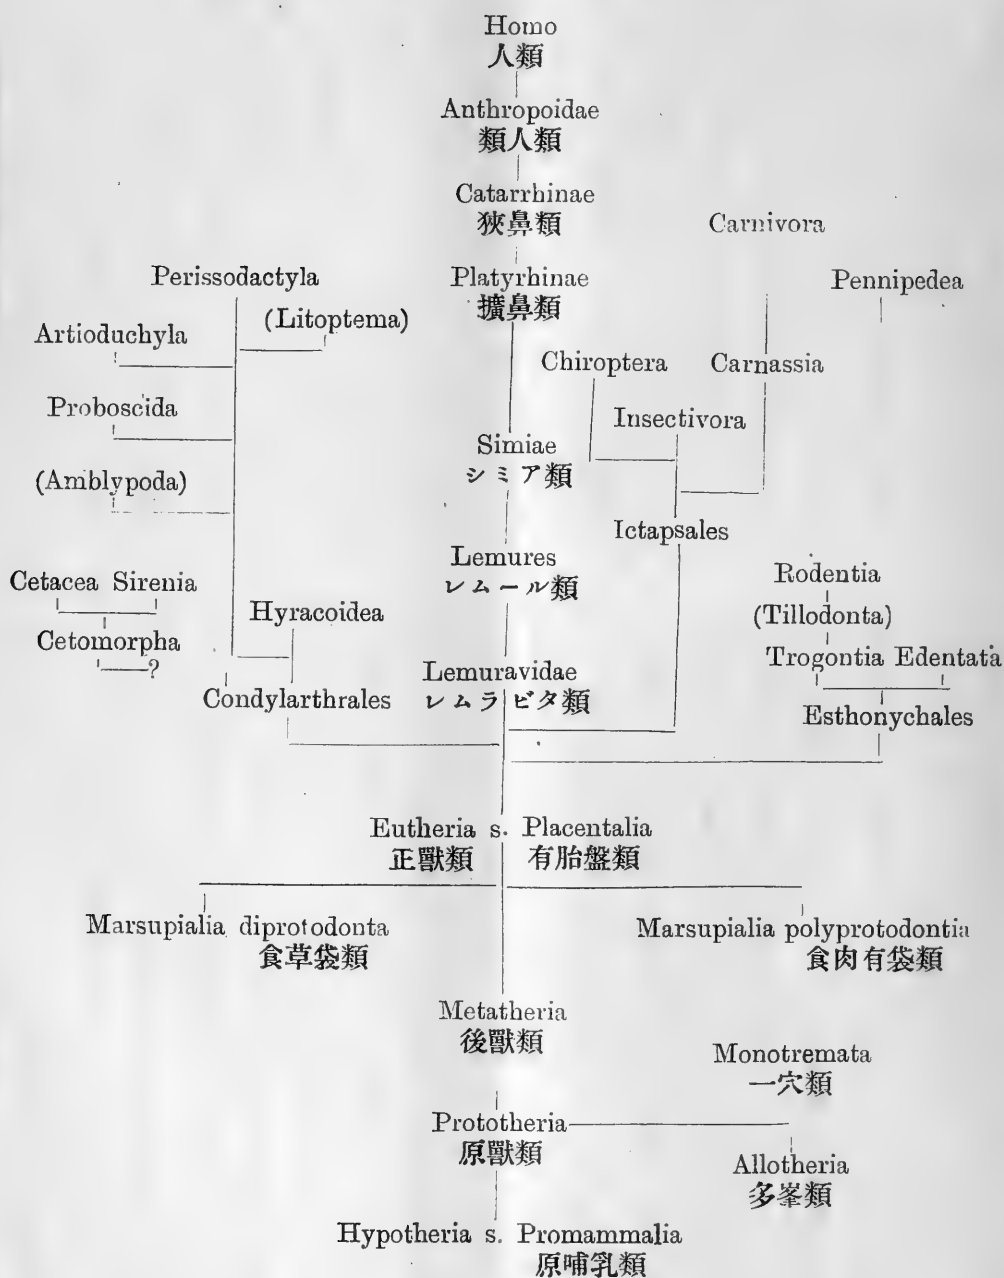 Homo
人類
Anthropoidae
類人類
Catarrhinae
狹鼻類
Carnivora
Perissodactyla
Platyrhinae
擴鼻類
Pennipedea
(Litoptema)
Artioduchyla
Chiroptera
Carnassia
Proboscida
Insectivora
Simiae
シミア類
(Amblypoda)
Ictapsales
Lemures
レムール類
Cetacea Sirenia
Rodentia
Hyracoidea
(Tillodonta)
Cetomorpha
?
Trogontia Edentata
Lemuravidae
レムラビタ類
Condylarthrales
Esthonychales
Eutheria s. Placentalia
正獸類 有胎盤類
Marsupialia diprotodonta
食草袋類
Marsupialia polyprotodontia
食肉有袋類
Metatheria
後獸類
Monotremata
一穴類
Prototheria
原獸類
Allotheria
多峯類
Hypotheria s. Promammalia
原哺乳類